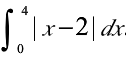 ∫₀⁴ |x−2| dx.